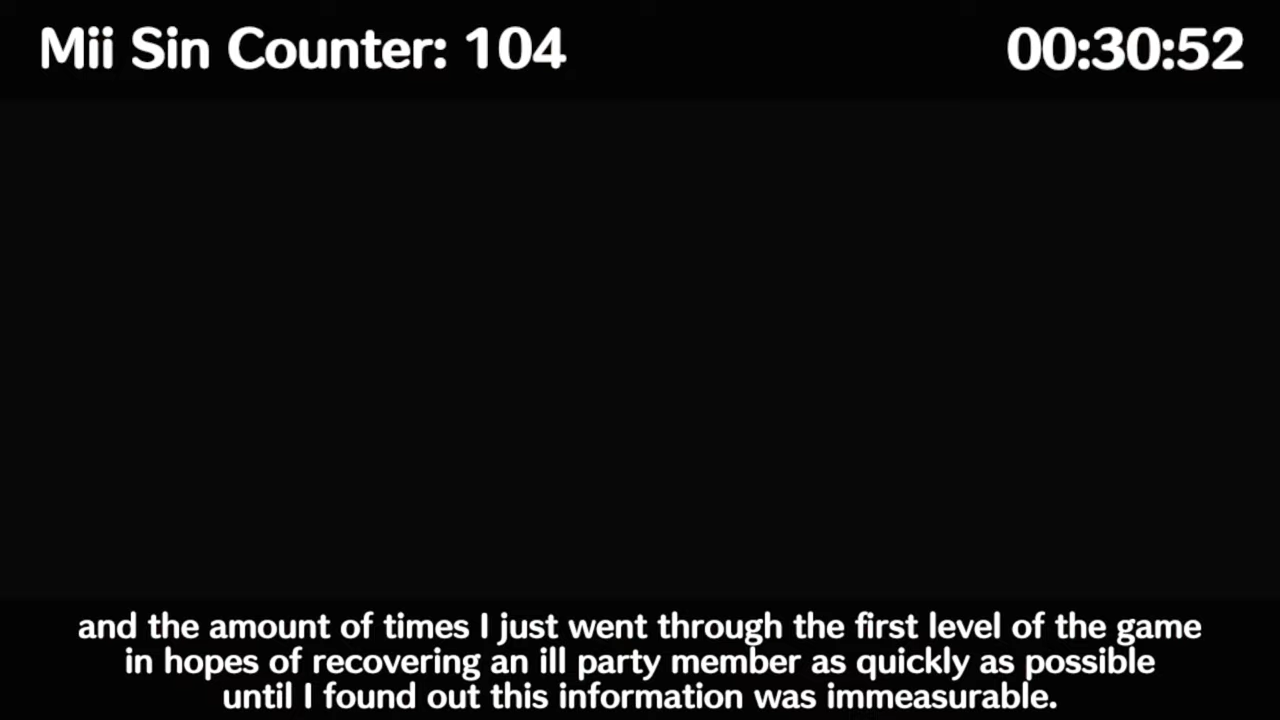 Mii Sin Counter: 104
00:30:52
and the amount of times I just went through the first level of the game
in hopes of recovering an ill party member as quickly as possible
until I found out this information was immeasurable.